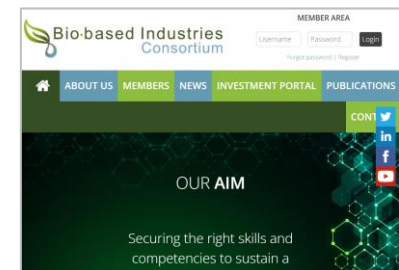 MEMBER AREA
Bio-based Industries
Consortium
Username Password Login
Forgot password | Register
ABOUT US MEMBERS NEWS INVESTMENT PORTAL PUBLICATIONS
CONT
OUR AIM
Securing the right skills and
competencies to sustain a